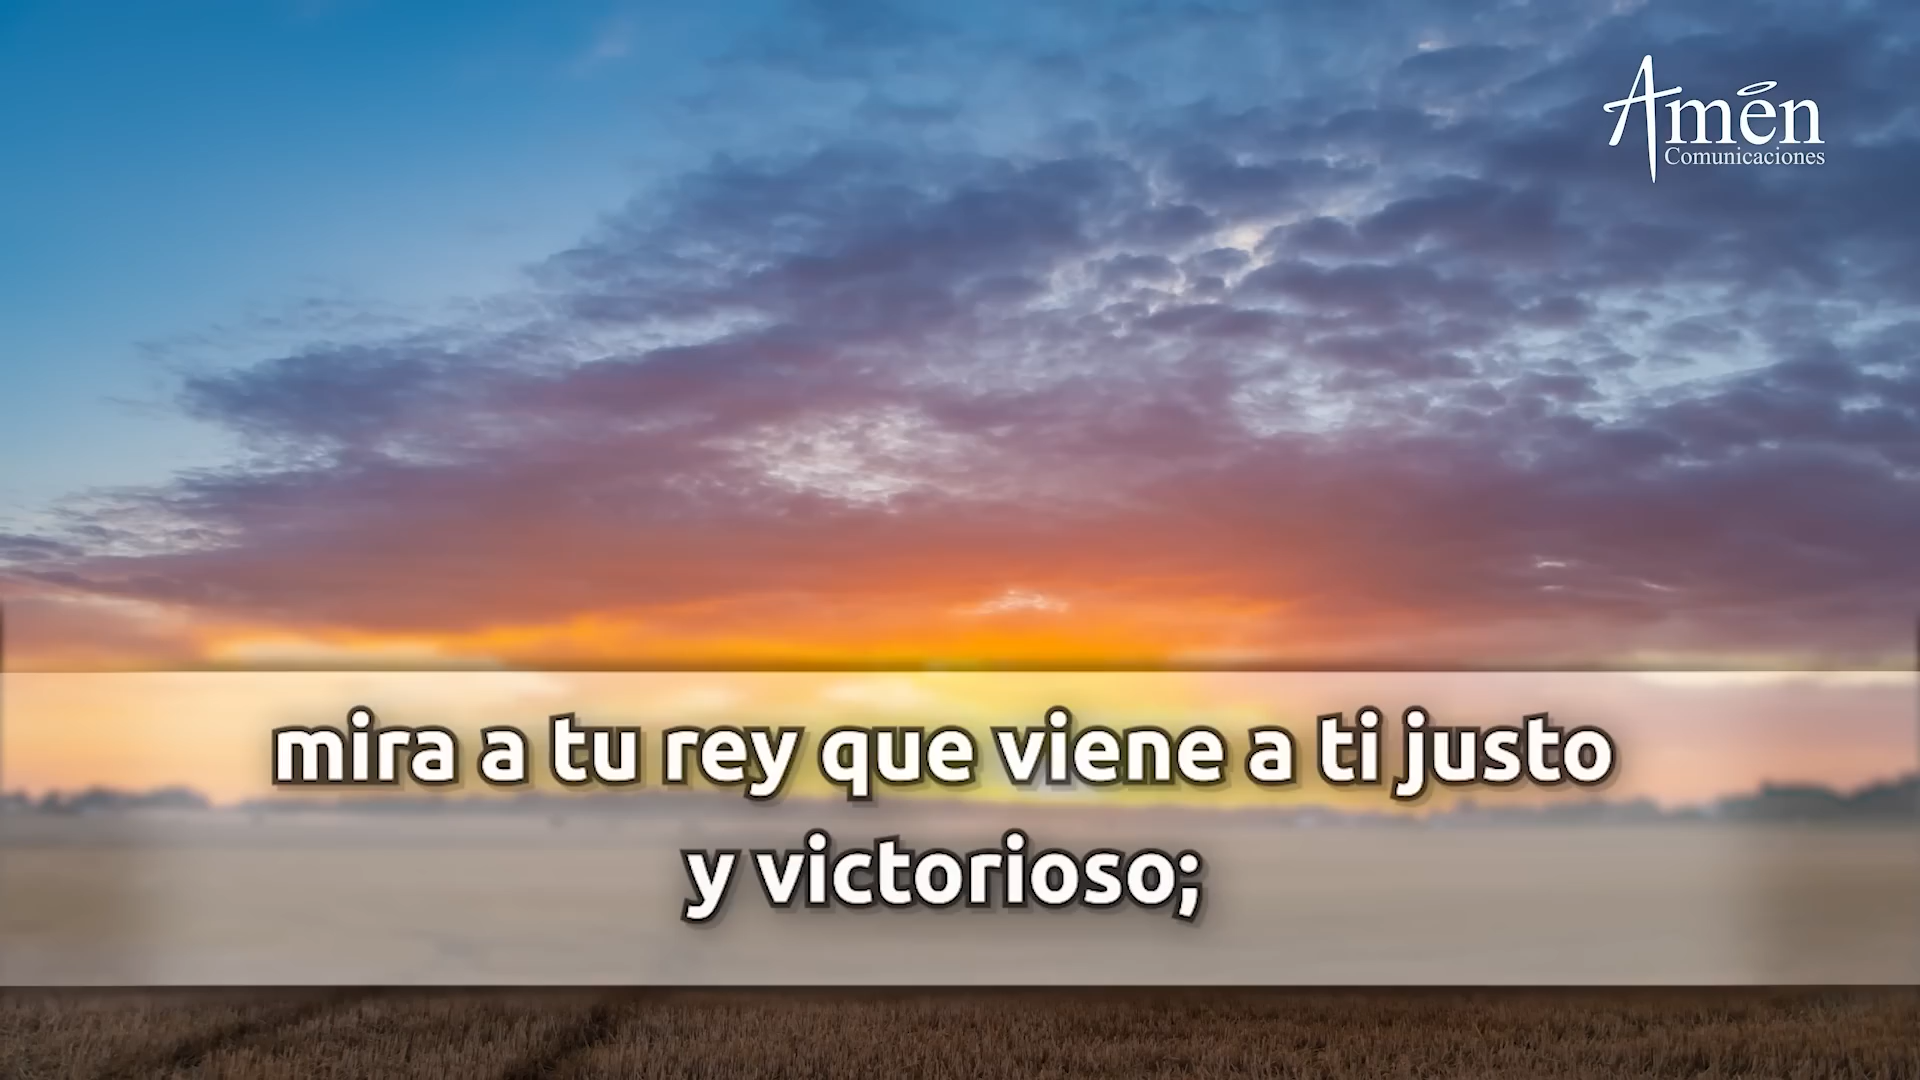 Amén
Comunicaciones
mira a tu rey que viene a ti justo
y victorioso;